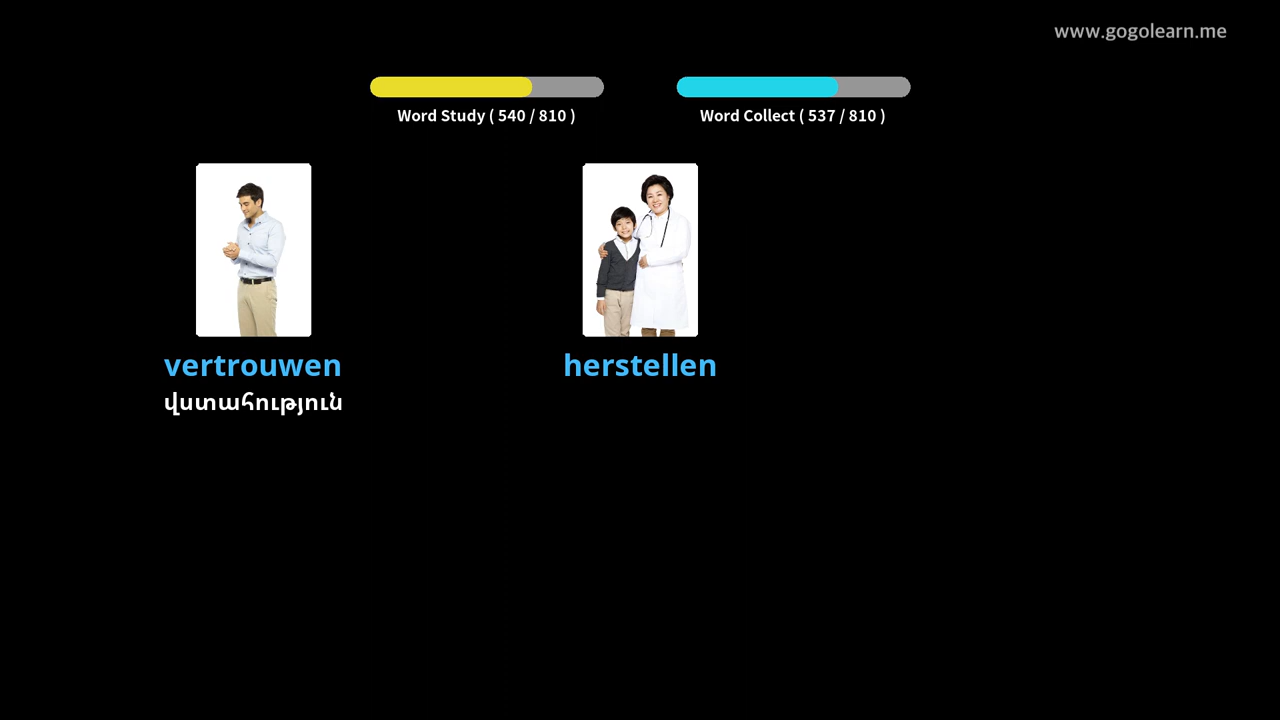 www.gogolearn.me
Word Study ( 540 / 810 )
Word Collect ( 537 / 810 )
vertrouwen
վստահություն
herstellen